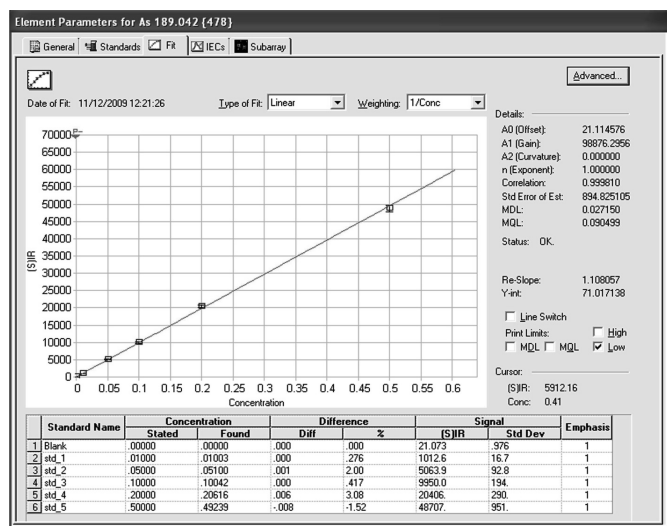 Element Parameters for As 189.042 {478}
General Standards Fit IECs Subarray
Advanced...
Date of Fit: 11/12/2009 12:21:26 Type of Fit: Linear Weighting: 1/Conc
Details:
A0 (Offset): 21.114576
A1 (Gain): 98876.2956
A2 (Curvature): 0.000000
n (Exponent): 1.000000
Correlation: 0.999810
Std Error of Est: 894.825105
MDL: 0.027150
MQL: 0.090499
Status: OK.
Re-Slope: 1.108057
Y-int: 71.017138
Line Switch
Print Limits: High
MDL MQL Low
Cursor:
(S)IR: 5912.16
Conc: 0.41
70000
65000
60000
55000
50000
45000
40000
35000
30000
25000
20000
15000
10000
5000
0
(S)IR
0 0.05 0.1 0.15 0.2 0.25 0.3 0.35 0.4 0.45 0.5 0.55 0.6
Concentration
Standard Name Concentration Difference Signal Emphasis
Stated Found Diff % (S)IR Std Dev
1 Blank .00000 .00000 .000 .000 21.073 .976 1
2 std_1 .01000 .01003 .000 .276 1012.6 16.7 1
3 std_2 .05000 .05100 .001 2.00 5063.9 92.8 1
4 std_3 .10000 .10042 .000 .417 9950.0 194. 1
5 std_4 .20000 .20616 .006 3.08 20406. 290. 1
6 std_5 .50000 .49239 -.008 -1.52 48707. 951. 1